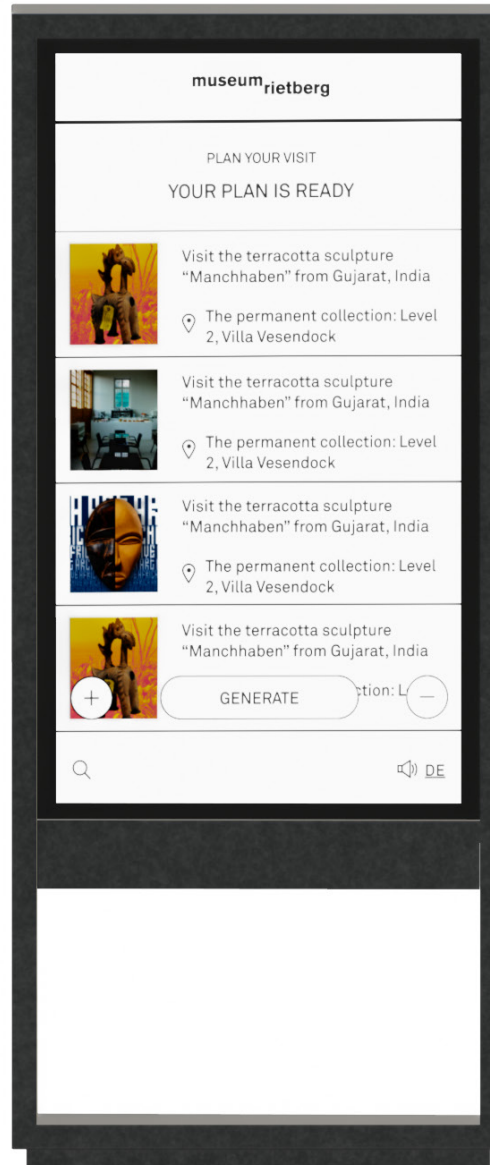 museum rietberg
PLAN YOUR VISIT
YOUR PLAN IS READY
Visit the terracotta sculpture
“Manchhaben” from Gujarat, India
The permanent collection: Level
2, Villa Vesendock
Visit the terracotta sculpture
“Manchhaben” from Gujarat, India
The permanent collection: Level
2, Villa Vesendock
Visit the terracotta sculpture
“Manchhaben” from Gujarat, India
The permanent collection: Level
2, Villa Vesendock
Visit the terracotta sculpture
“Manchhaben” from Gujarat, India
+ GENERATE ction: L −
DE